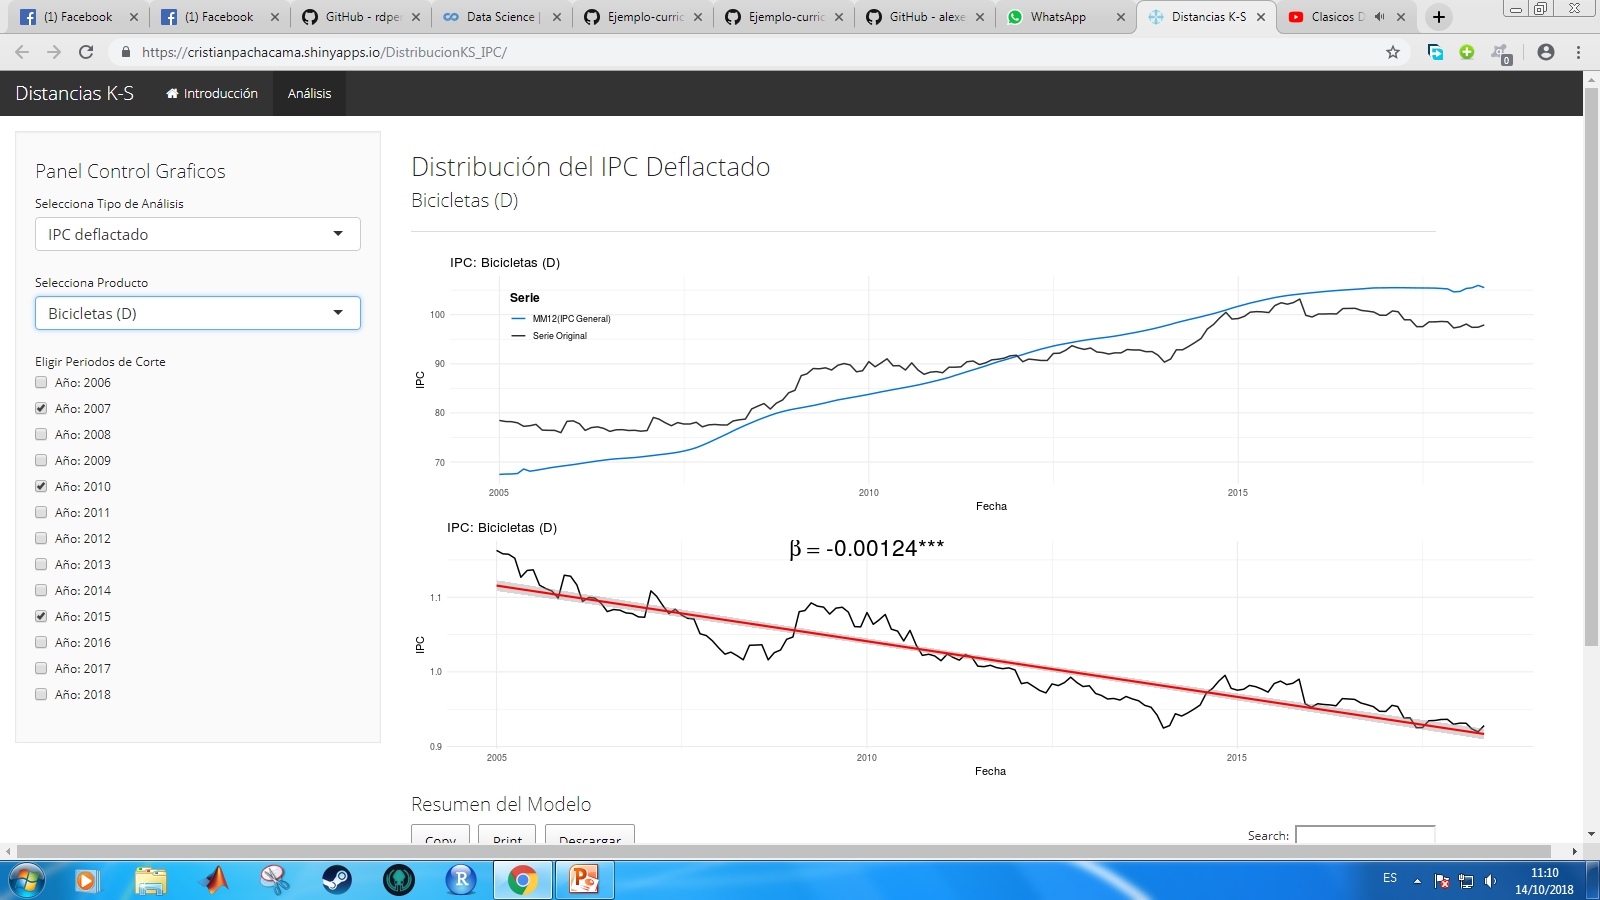 (1) Facebook
(1) Facebook
GitHub - rdpe
Data Science |
Ejemplo-curric
Ejemplo-curric
GitHub - alexe
WhatsApp
Distancias K-S
Clasicos D
https://cristianpachacama.shinyapps.io/DistribucionKS_IPC/
0
Distancias K-S
Introducción
Análisis
Panel Control Graficos
Selecciona Tipo de Análisis
IPC deflactado
Selecciona Producto
Bicicletas (D)
Eligir Periodos de Corte
Año: 2006
Año: 2007
Año: 2008
Año: 2009
Año: 2010
Año: 2011
Año: 2012
Año: 2013
Año: 2014
Año: 2015
Año: 2016
Año: 2017
Año: 2018
Distribución del IPC Deflactado
Bicicletas (D)
IPC: Bicicletas (D)
Serie
MM12(IPC General)
Serie Original
100
90
80
70
IPC
2005
2010
2015
Fecha
IPC: Bicicletas (D)
β = -0.00124***
1.1
1.0
0.9
IPC
2005
2010
2015
Fecha
Resumen del Modelo
Copy
Print
Descargar
Search:
ES
11:10
14/10/2018